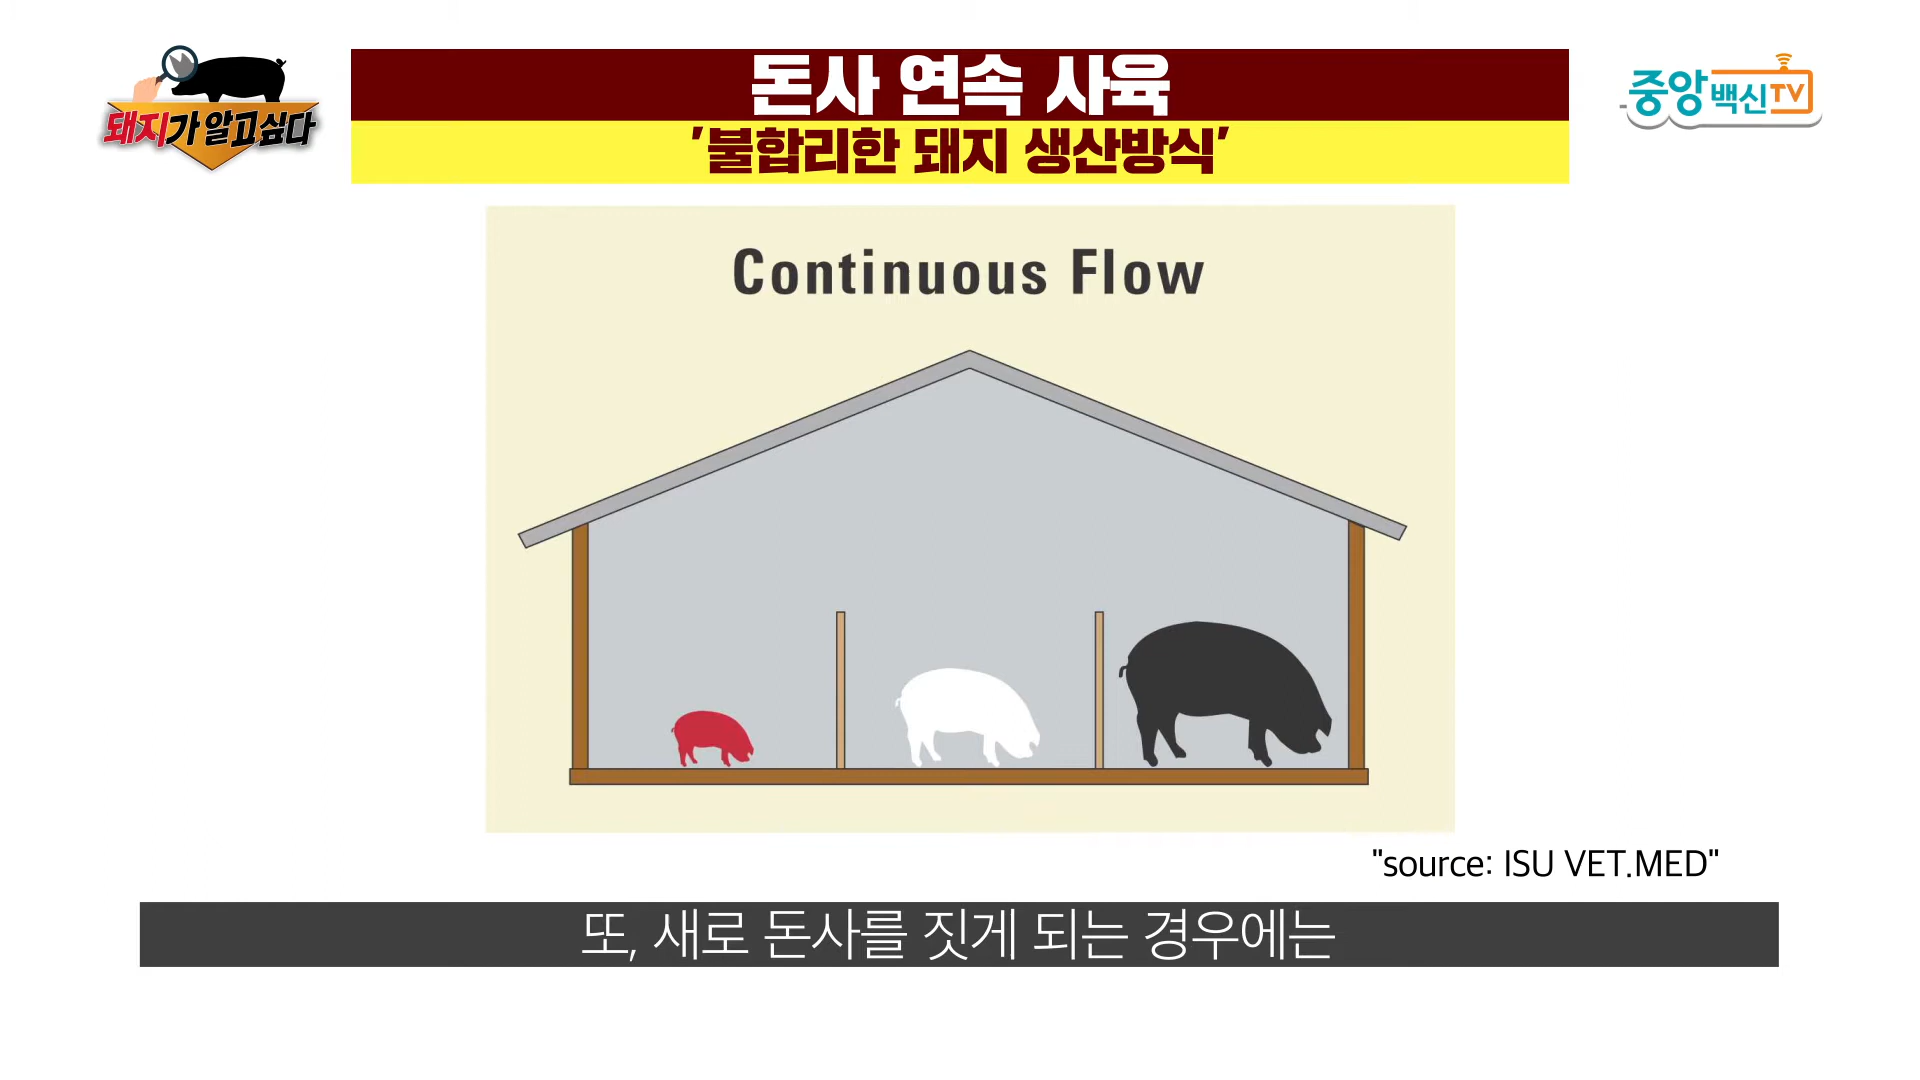 돼지가 알고싶다
돈사 연속 사육
'불합리한 돼지 생산방식'
중앙백신TV
Continuous Flow
"source: ISU VET.MED"
또, 새로 돈사를 짓게 되는 경우에는